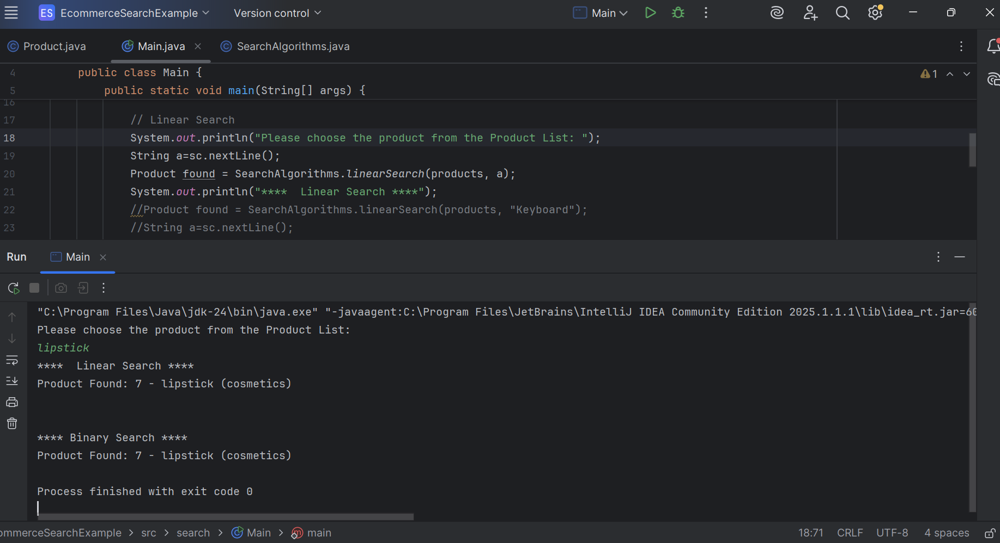 ES EcommerceSearchExample Version control Main
Product.java Main.java SearchAlgorithms.java
4 public class Main {
5 public static void main(String[] args) {
1
16
17 // Linear Search
18 System.out.println("Please choose the product from the Product List: ");
19 String a=sc.nextLine();
20 Product found = SearchAlgorithms.linearSearch(products, a);
21 System.out.println("****  Linear Search ****");
22 //Product found = SearchAlgorithms.linearSearch(products, "Keyboard");
23 //String a=sc.nextLine();
Run Main
"C:\Program Files\Java\jdk-24\bin\java.exe" "-javaagent:C:\Program Files\JetBrains\IntelliJ IDEA Community Edition 2025.1.1.1\lib\idea_rt.jar=60
Please choose the product from the Product List:
lipstick
****  Linear Search ****
Product Found: 7 - lipstick (cosmetics)
**** Binary Search ****
Product Found: 7 - lipstick (cosmetics)
Process finished with exit code 0
ommerceSearchExample > src > search > Main > main 18:71 CRLF UTF-8 4 spaces